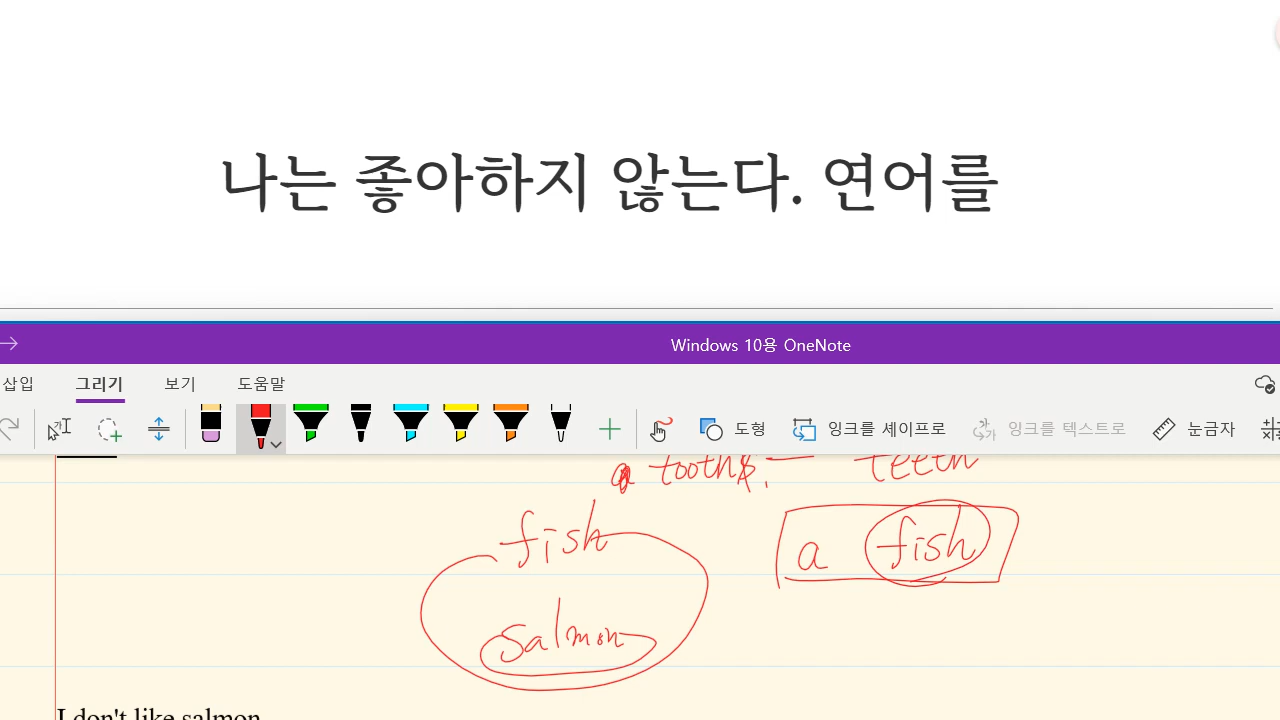 나는 좋아하지 않는다. 연어를
Windows 10용 OneNote
삽입 그리기 보기 도움말
도형 잉크를 셰이프로 잉크를 텍스트로 눈금자
a tooths. teeth
fish a fish
salmon
I don't like salmon